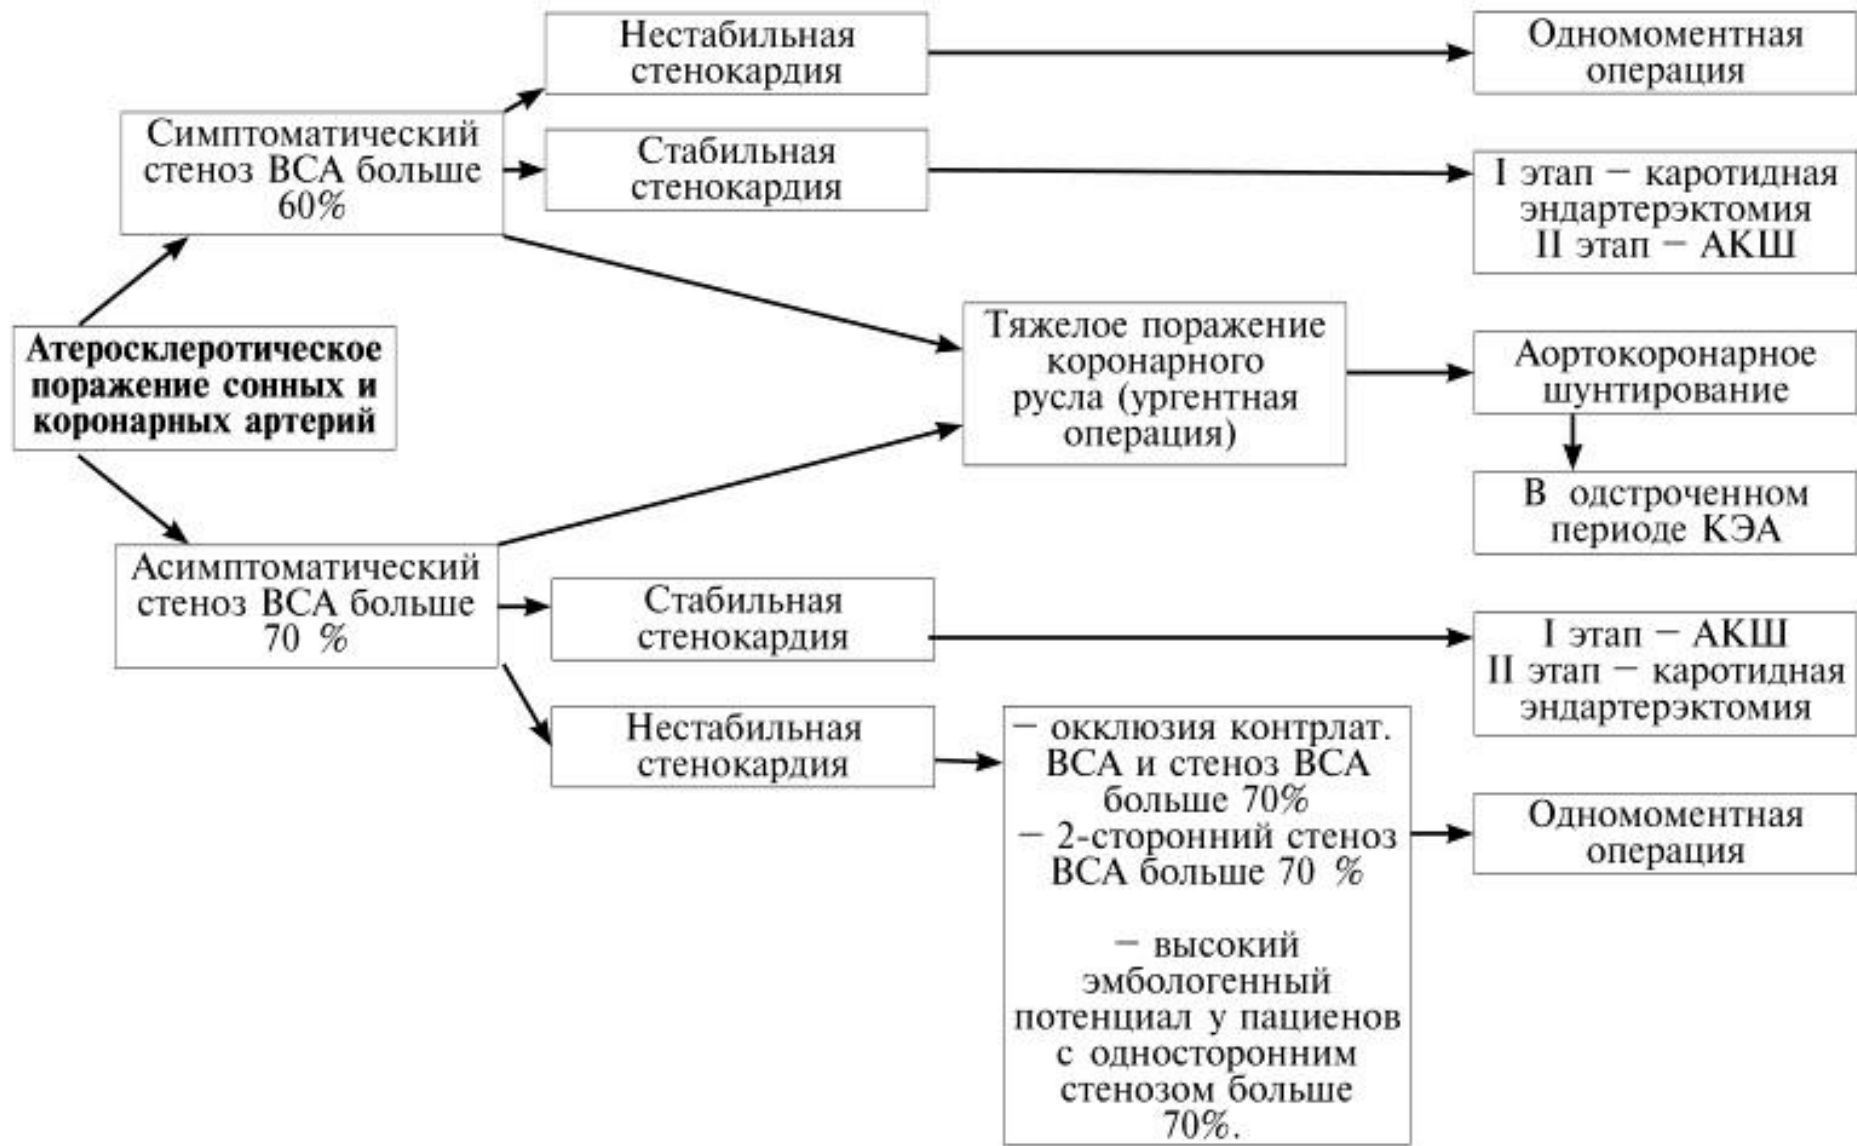 Нестабильная
стенокардия
Одномоментная
операция
Симптоматический
стеноз ВСА больше
60%
Стабильная
стенокардия
I этап – каротидная
эндартерэктомия
II этап – АКШ
Атеросклеротическое
поражение сонных и
коронарных артерий
Тяжелое поражение
коронарного
русла (ургентная
операция)
Аортокоронарное
шунтирование
В одстроченном
периоде КЭА
Асимптоматический
стеноз ВСА больше
70 %
Стабильная
стенокардия
I этап – АКШ
II этап – каротидная
эндартерэктомия
Нестабильная
стенокардия
– окклюзия контрлат.
ВСА и стеноз ВСА
больше 70%
– 2-сторонний стеноз
ВСА больше 70 %
– высокий
эмбологенный
потенциал у пациенов
с односторонним
стенозом больше
70%.
Одномоментная
операция